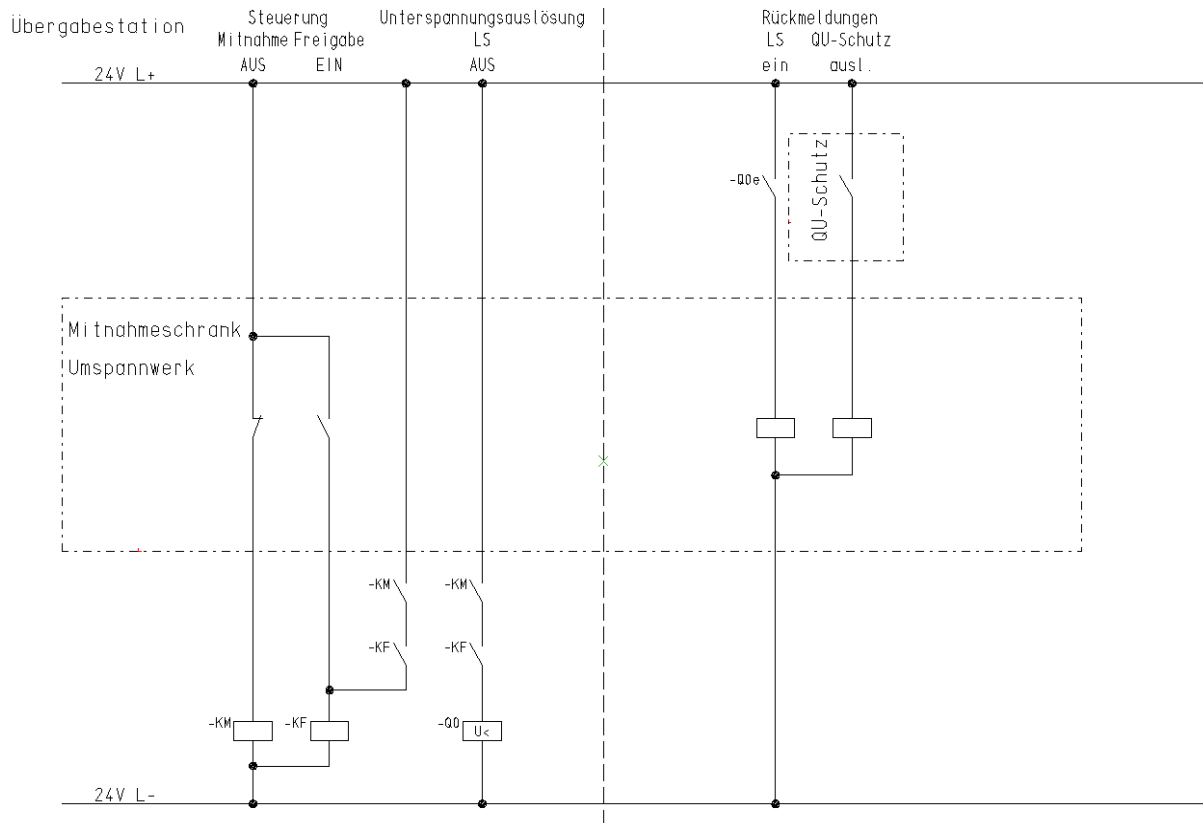 Übergabestation
Steuerung
Mitnahme Freigabe
AUS EIN
Unterspannungsauslösung
LS
AUS
Rückmeldungen
LS QU-Schutz
ein ausl.
24V L+
-Q0e
QU-Schutz
Mitnahmeschrank
Umspannwerk
-KM
-KM
-KF
-KF
-KM
-KF
-Q0
U<
24V L-